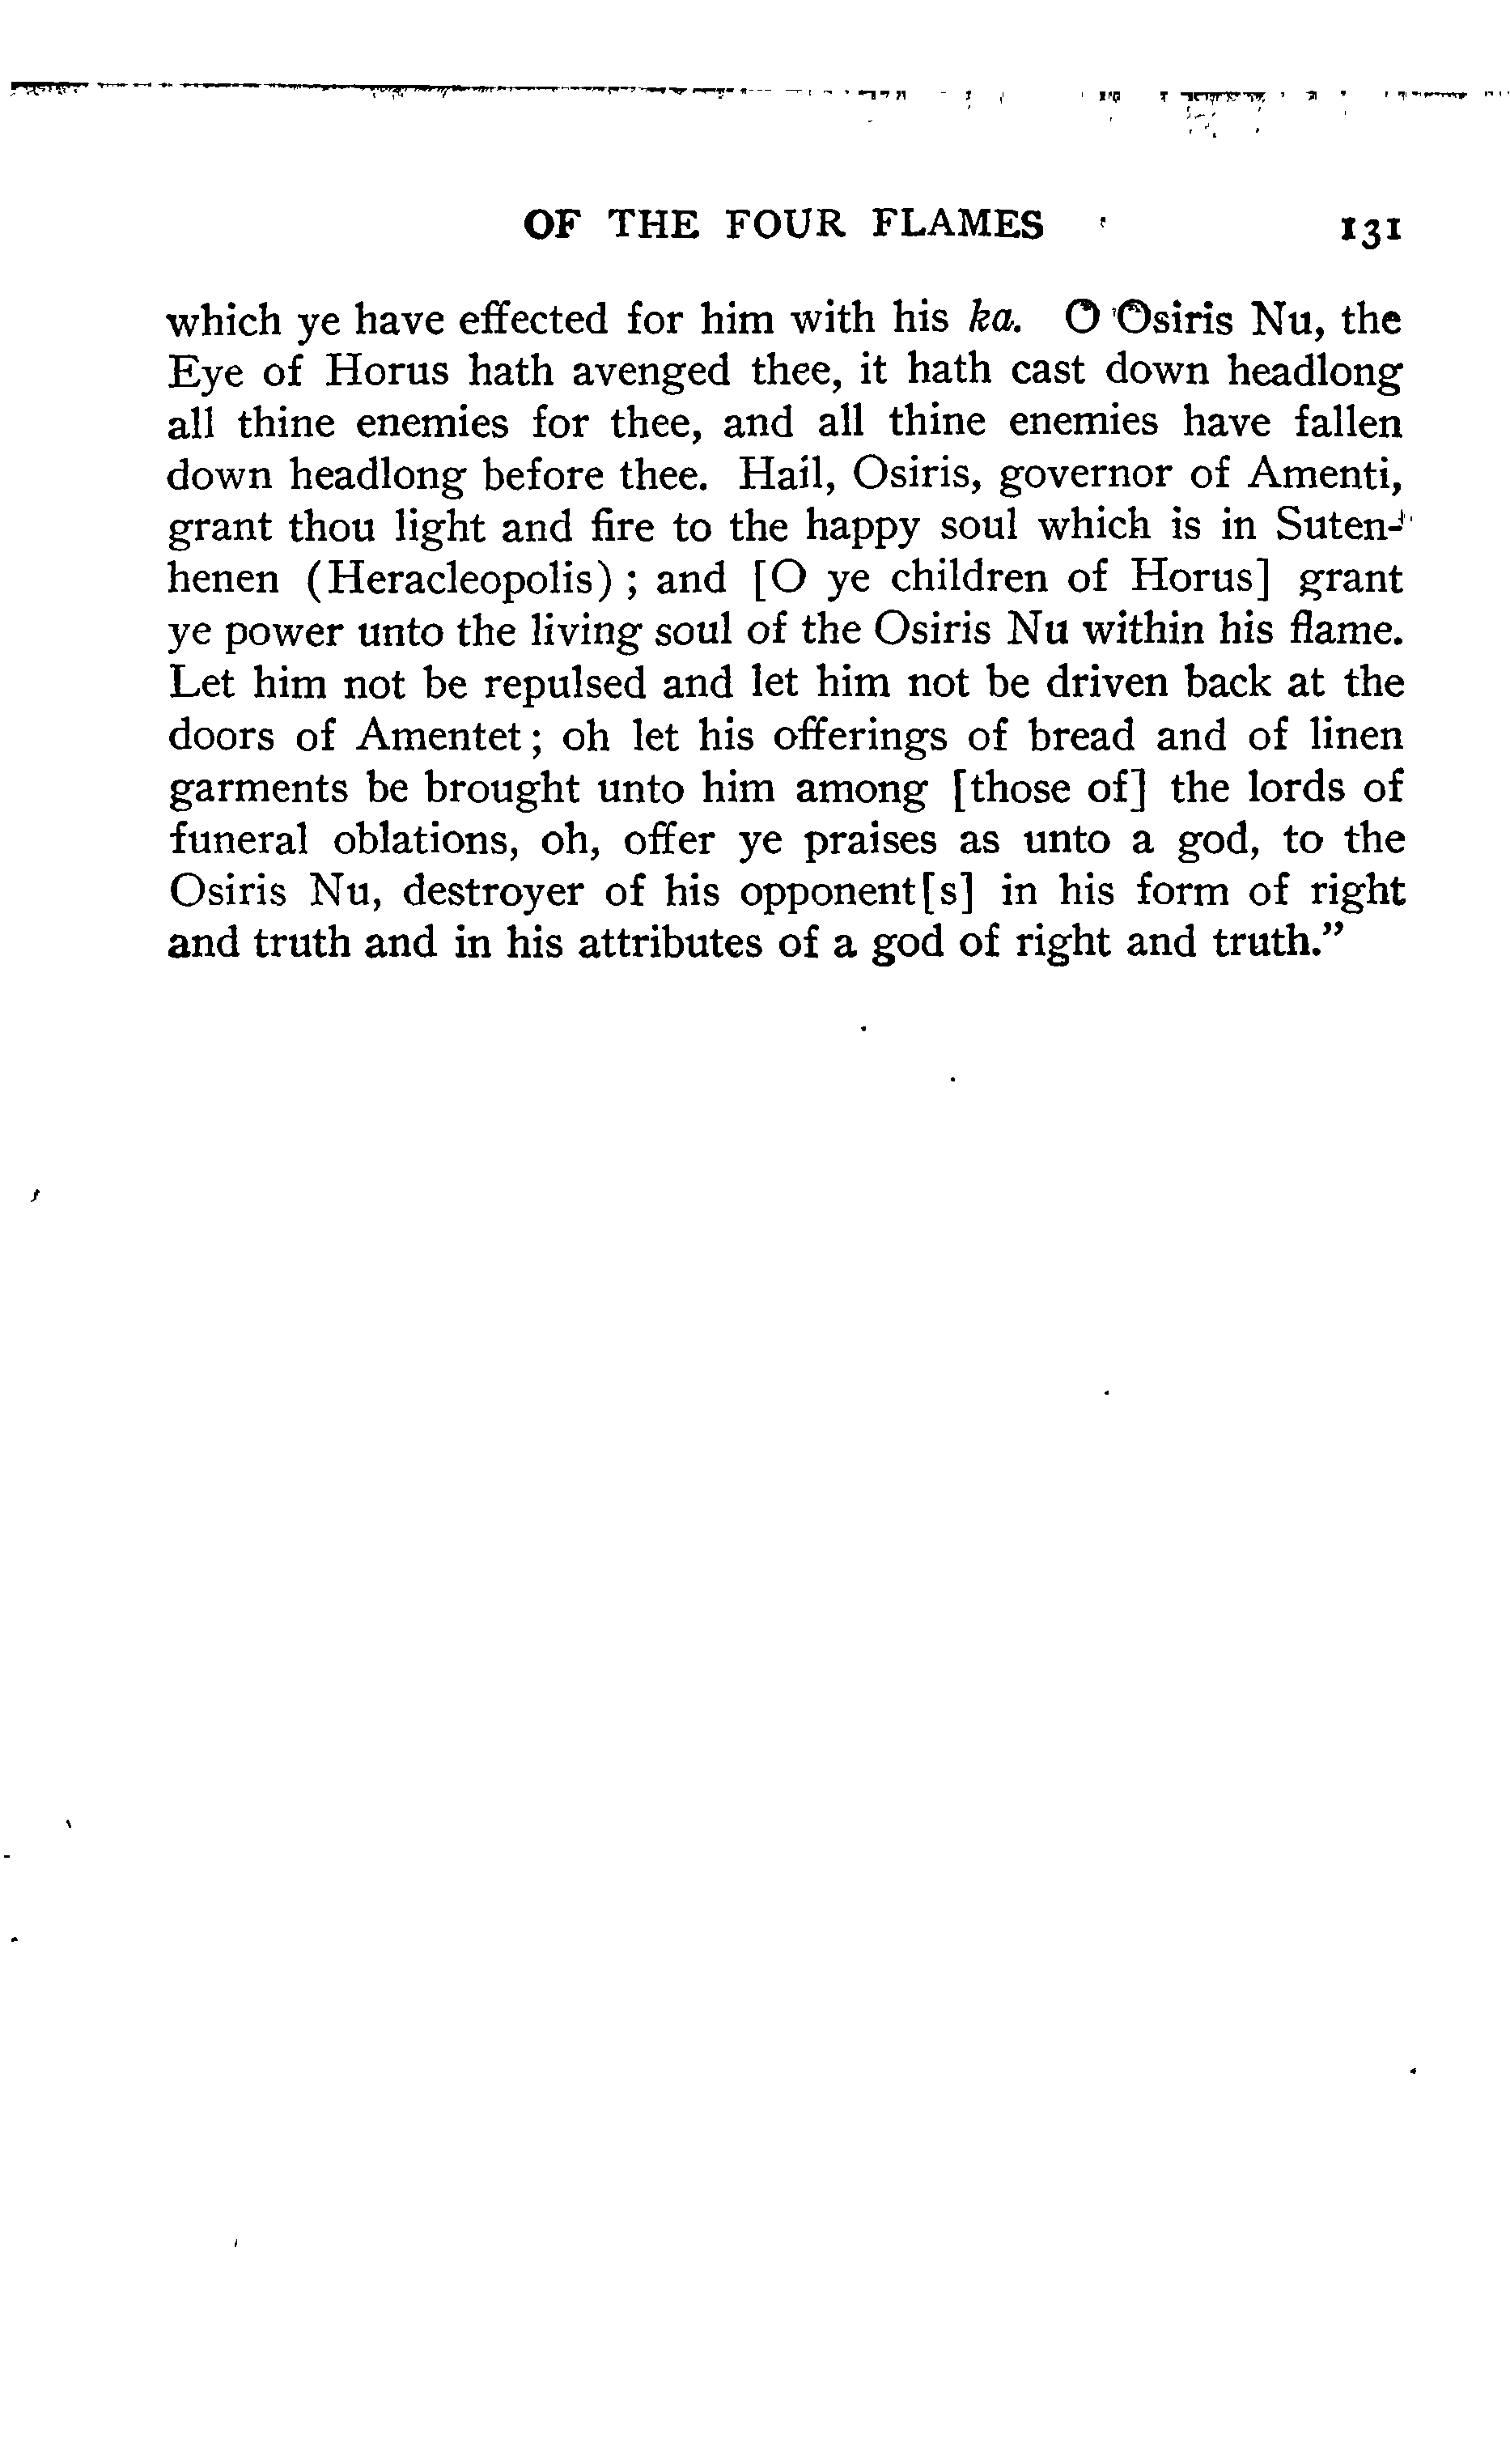 OF THE FOUR FLAMES 131
which ye have effected for him with his ka. O Osiris Nu, the
Eye of Horus hath avenged thee, it hath cast down headlong
all thine enemies for thee, and all thine enemies have fallen
down headlong before thee. Hail, Osiris, governor of Amenti,
grant thou light and fire to the happy soul which is in Suten-
henen (Heracleopolis) ; and [O ye children of Horus] grant
ye power unto the living soul of the Osiris Nu within his flame.
Let him not be repulsed and let him not be driven back at the
doors of Amentet ; oh let his offerings of bread and of linen
garments be brought unto him among [those of] the lords of
funeral oblations, oh, offer ye praises as unto a god, to the
Osiris Nu, destroyer of his opponent[s] in his form of right
and truth and in his attributes of a god of right and truth.”